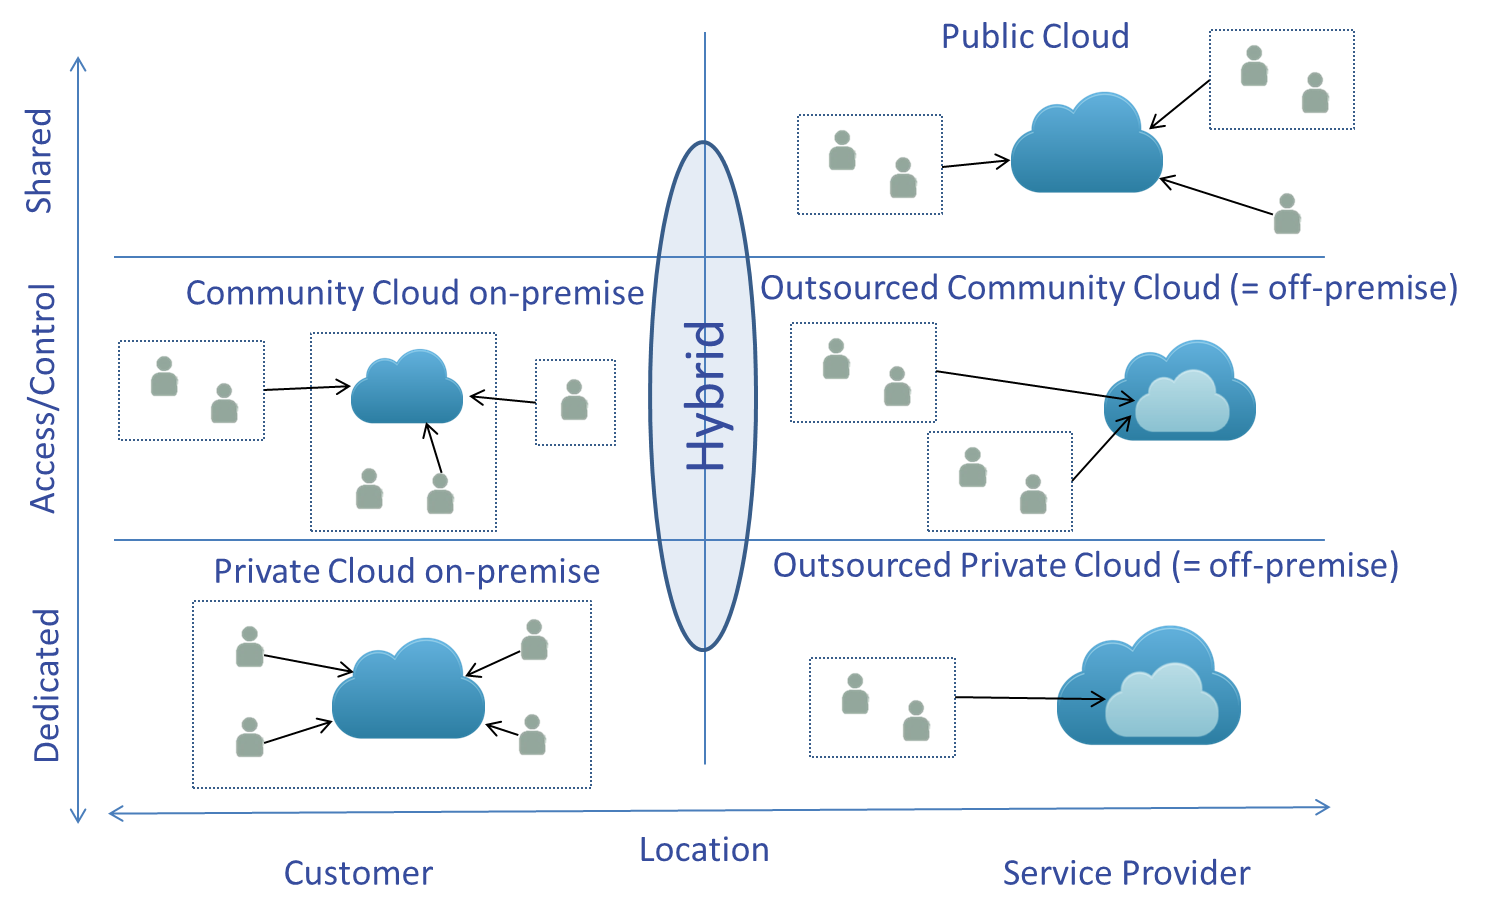 Public Cloud
Shared
Community Cloud on-premise
Outsourced Community Cloud (= off-premise)
Access/Control
Hybrid
Private Cloud on-premise
Outsourced Private Cloud (= off-premise)
Dedicated
Location
Customer
Service Provider